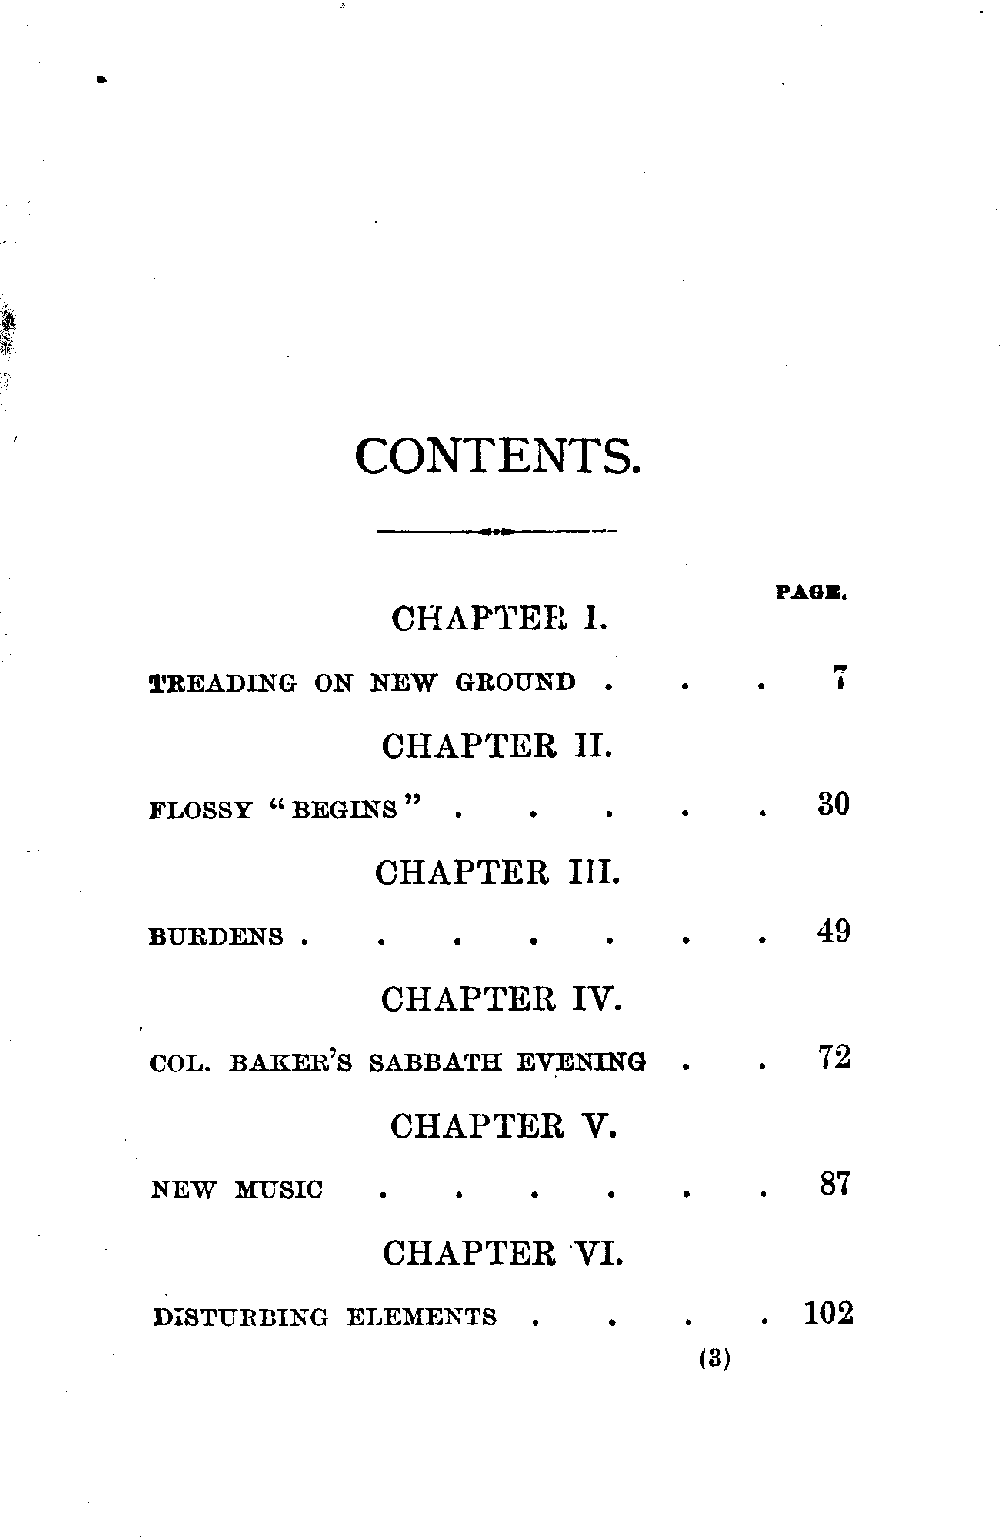 CONTENTS.
PAGE.
CHAPTER I.
TREADING ON NEW GROUND . . . 7
CHAPTER II.
FLOSSY “BEGINS” . . . . . 30
CHAPTER III.
BURDENS . . . . . . . 49
CHAPTER IV.
COL. BAKER’S SABBATH EVENING . . 72
CHAPTER V.
NEW MUSIC . . . . . . 87
CHAPTER VI.
DISTURBING ELEMENTS . . . . 102
(3)